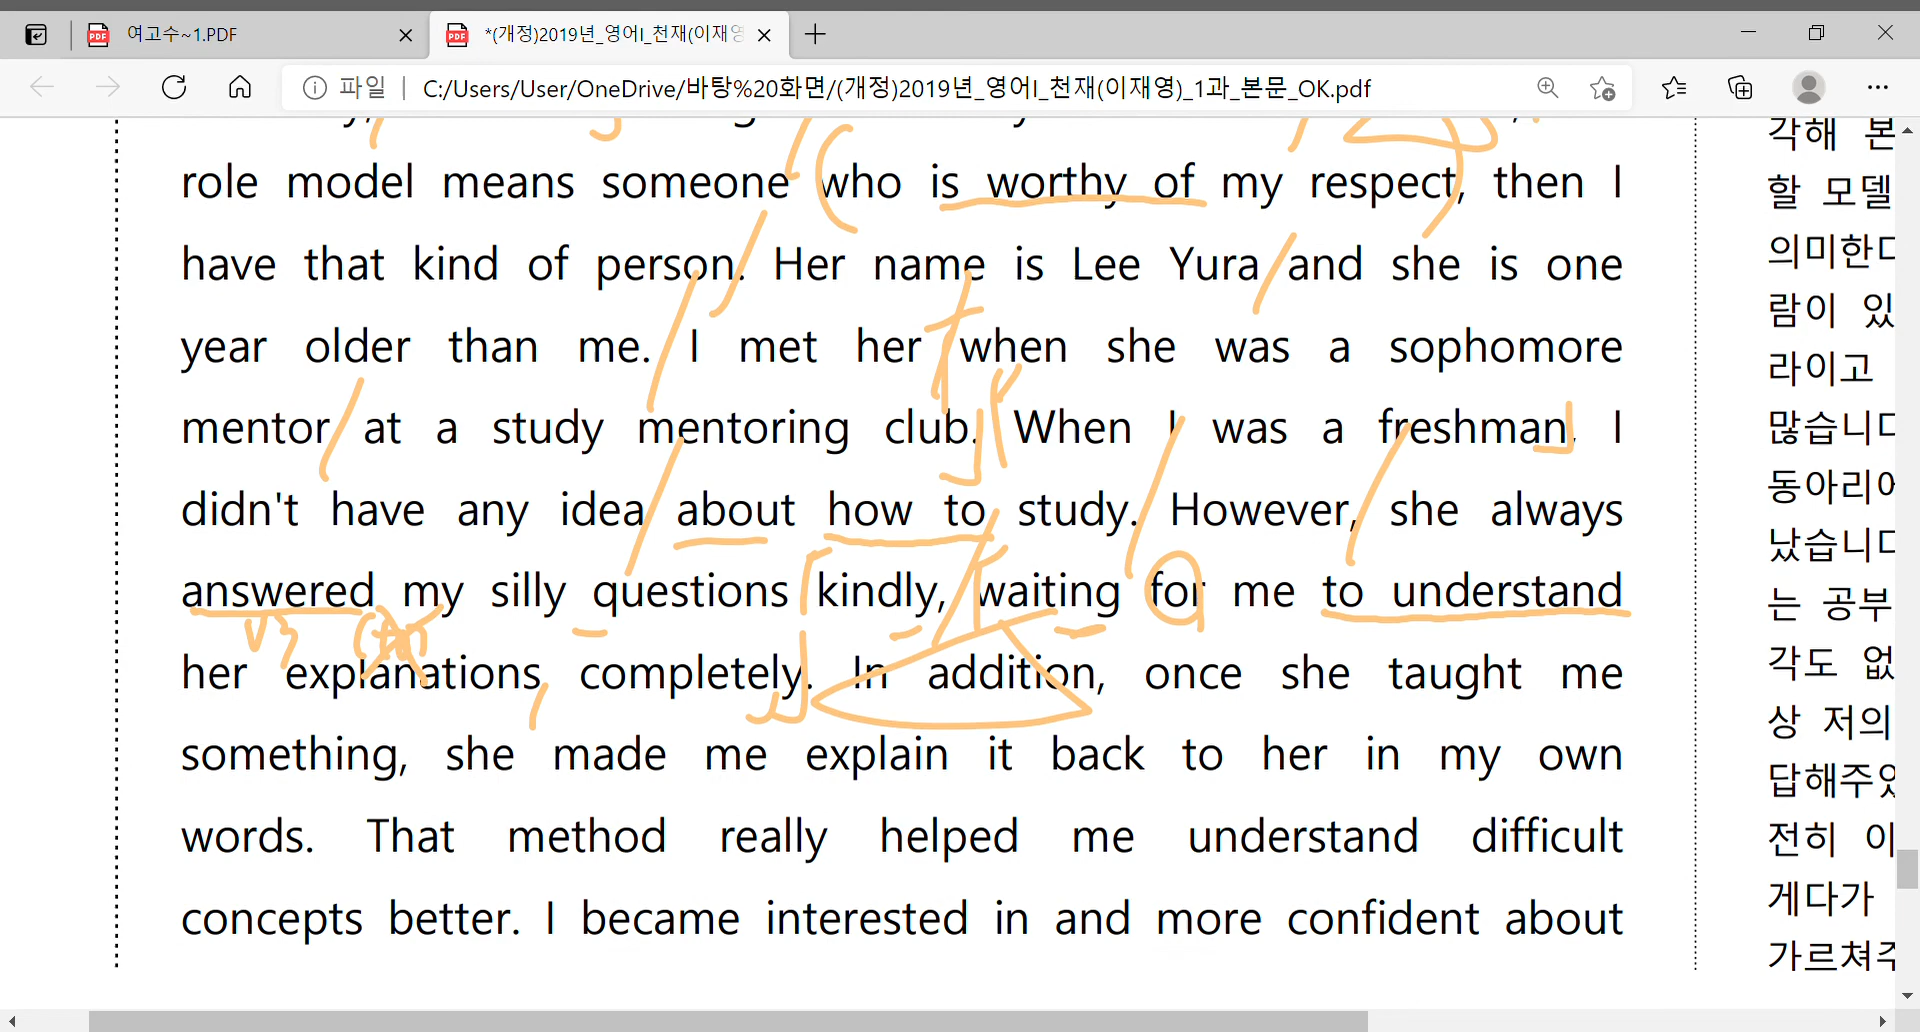 여고수~1.PDF
*(개정)2019년_영어I_천재(이재영
파일 | C:/Users/User/OneDrive/바탕%20화면/(개정)2019년_영어I_천재(이재영)_1과_본문_OK.pdf
role model means someone who is worthy of my respect, then I
have that kind of person. Her name is Lee Yura and she is one
year older than me. I met her when she was a sophomore
mentor at a study mentoring club. When I was a freshman, I
didn't have any idea about how to study. However, she always
answered my silly questions kindly, waiting for me to understand
her explanations completely. In addition, once she taught me
something, she made me explain it back to her in my own
words. That method really helped me understand difficult
concepts better. I became interested in and more confident about
각해 본
할 모델
의미한다
람이 있
라이고
많습니다
동아리에
났습니다
는 공부
각도 없
상 저의
답해주었
전히 이
게다가
가르쳐주